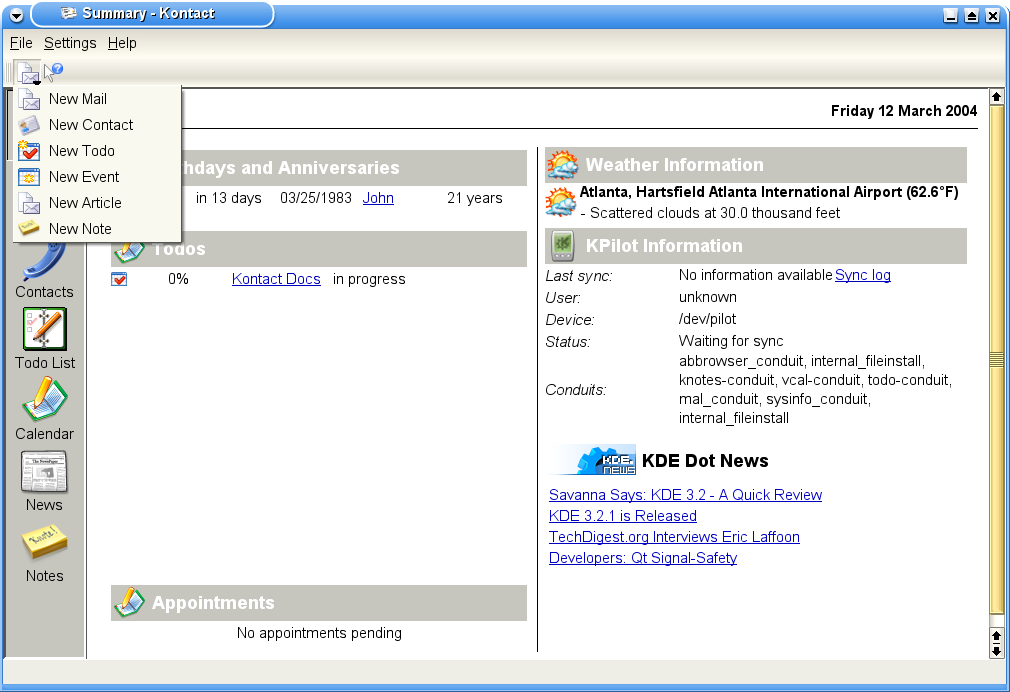 Summary - Kontact
File Settings Help
New Mail
New Contact
New Todo
New Event
New Article
New Note
Contacts
Todo List
Calendar
News
Notes
Friday 12 March 2004
hdays and Anniversaries
in 13 days 03/25/1983 John 21 years
Todos
0% Kontact Docs in progress
Appointments
No appointments pending
Weather Information
Atlanta, Hartsfield Atlanta International Airport (62.6°F)
- Scattered clouds at 30.0 thousand feet
KPilot Information
Last sync: No information available Sync log
User: unknown
Device: /dev/pilot
Status: Waiting for sync
Conduits: abbrowser_conduit, internal_fileinstall,
knotes-conduit, vcal-conduit, todo-conduit,
mal_conduit, sysinfo_conduit,
internal_fileinstall
KDE.
NEWS
KDE Dot News
Savanna Says: KDE 3.2 - A Quick Review
KDE 3.2.1 is Released
TechDigest.org Interviews Eric Laffoon
Developers: Qt Signal-Safety